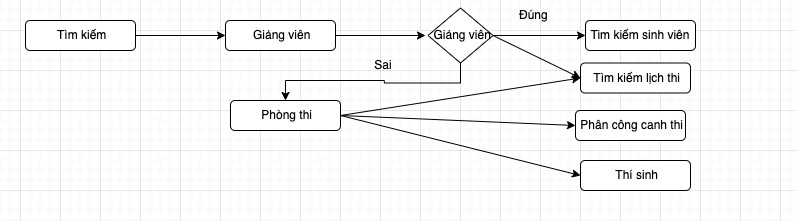 Đúng
Tìm kiếm
Giảng viên
Giảng viên
Tìm kiếm sinh viên
Sai
Tìm kiếm lịch thi
Phòng thi
Phân công canh thi
Thí sinh